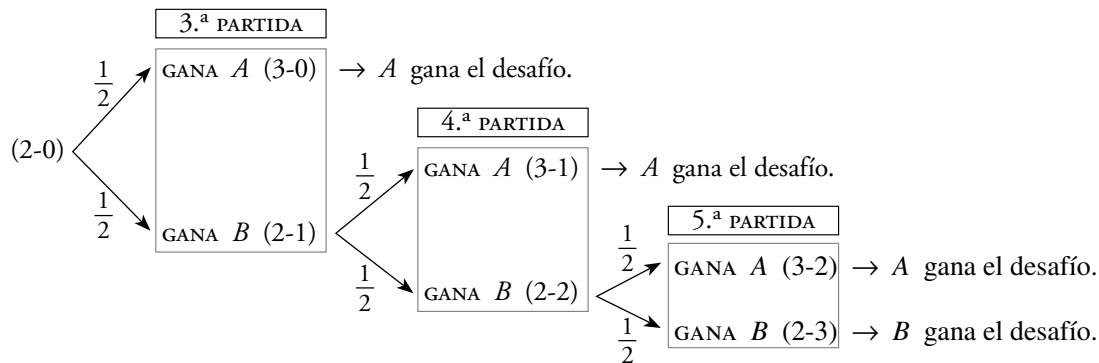 3.ª PARTIDA
1/2
GANA A (3-0) → A gana el desafío.
4.ª PARTIDA
(2-0)
1/2
GANA A (3-1) → A gana el desafío.
1/2
5.ª PARTIDA
GANA B (2-1)
1/2
GANA A (3-2) → A gana el desafío.
1/2
GANA B (2-2)
1/2
GANA B (2-3) → B gana el desafío.